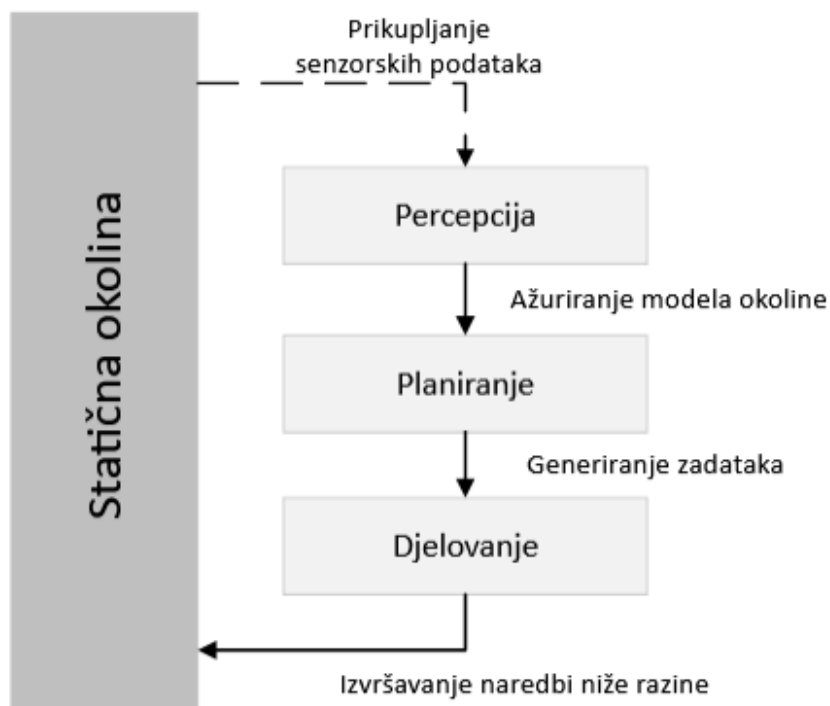 Prikupljanje
senzorskih podataka
Statična okolina
Percepcija
Ažuriranje modela okoline
Planiranje
Generiranje zadataka
Djelovanje
Izvršavanje naredbi niže razine